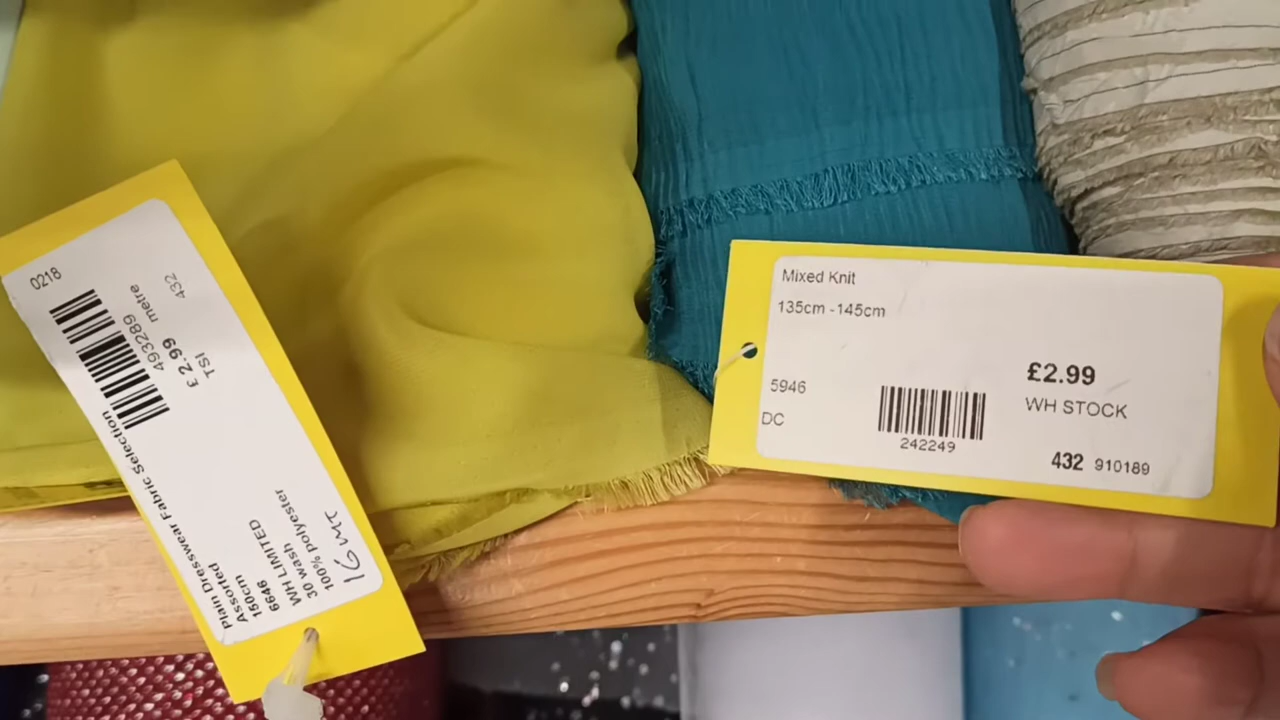 0218
493289
£2.99 metre 432
TSI
Plain Dresswear Fabric Selection
Assorted
150cm
6646
WH LIMITED
30 wash
100% polyester
16 mt
Mixed Knit
135cm -145cm
5946
DC
242249
£2.99
WH STOCK
432 910189